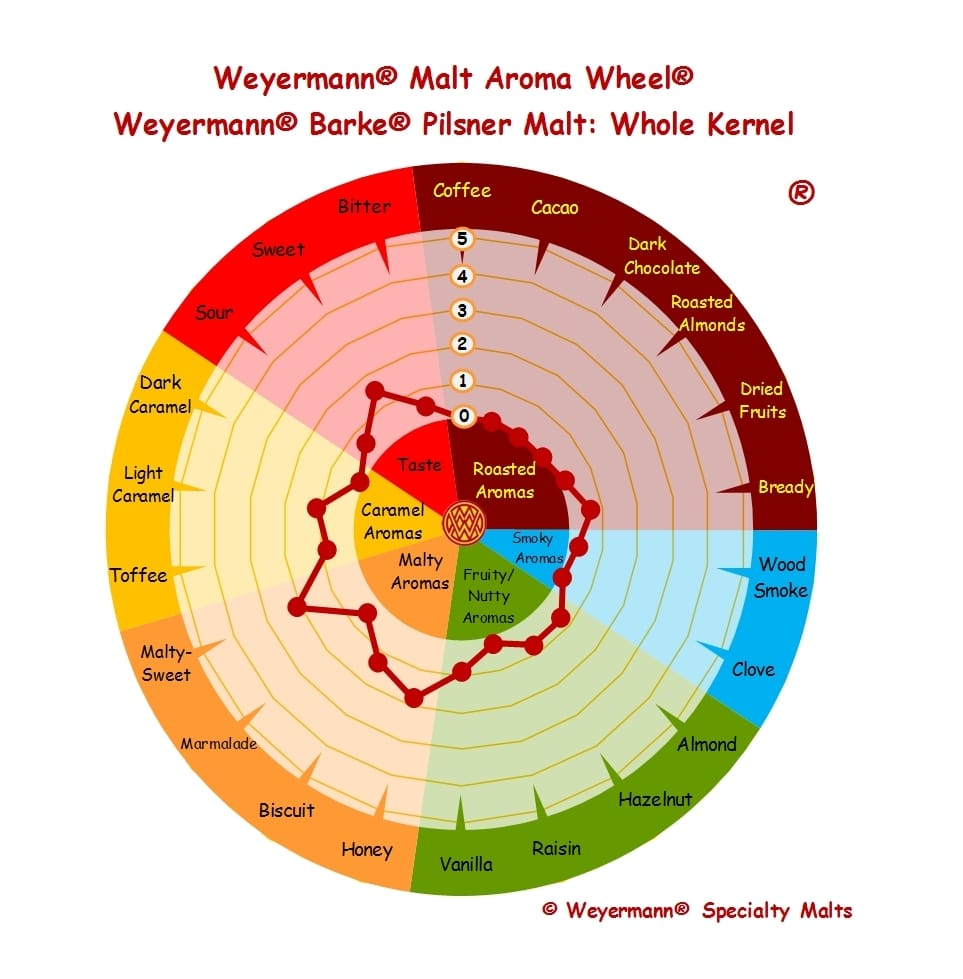 Weyermann® Malt Aroma Wheel®
Weyermann® Barke® Pilsner Malt: Whole Kernel
®
Coffee
Cacao
Dark
Chocolate
Roasted
Almonds
Dried
Fruits
Bready
Wood
Smoke
Clove
Almond
Hazelnut
Raisin
Vanilla
Honey
Biscuit
Marmalade
Malty-
Sweet
Toffee
Light
Caramel
Dark
Caramel
Sour
Sweet
Bitter
5
4
3
2
1
0
Taste
Roasted
Aromas
Caramel
Aromas
Smoky
Aromas
Malty
Aromas
Fruity/
Nutty
Aromas
© Weyermann® Specialty Malts